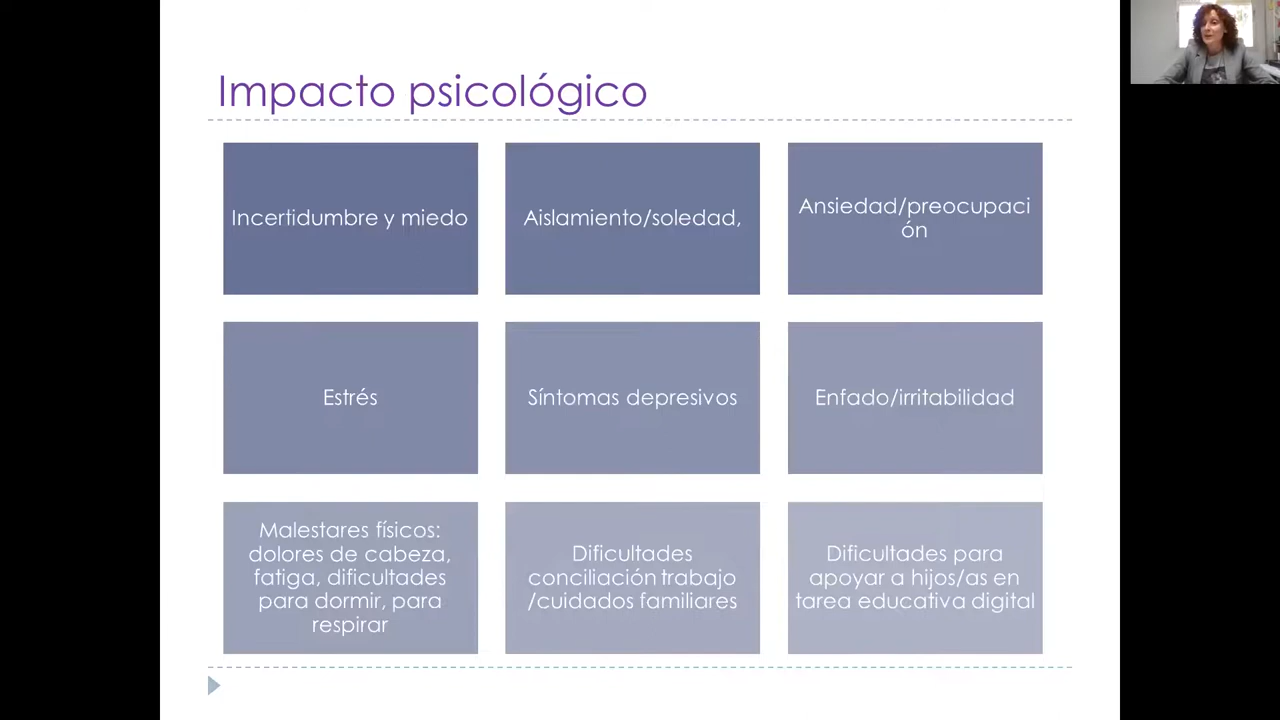 Impacto psicológico
Incertidumbre y miedo
Aislamiento/soledad,
Ansiedad/preocupaci
ón
Estrés
Síntomas depresivos
Enfado/irritabilidad
Malestares físicos:
dolores de cabeza,
fatiga, dificultades
para dormir, para
respirar
Dificultades
conciliación trabajo
/cuidados familiares
Dificultades para
apoyar a hijos/as en
tarea educativa digital